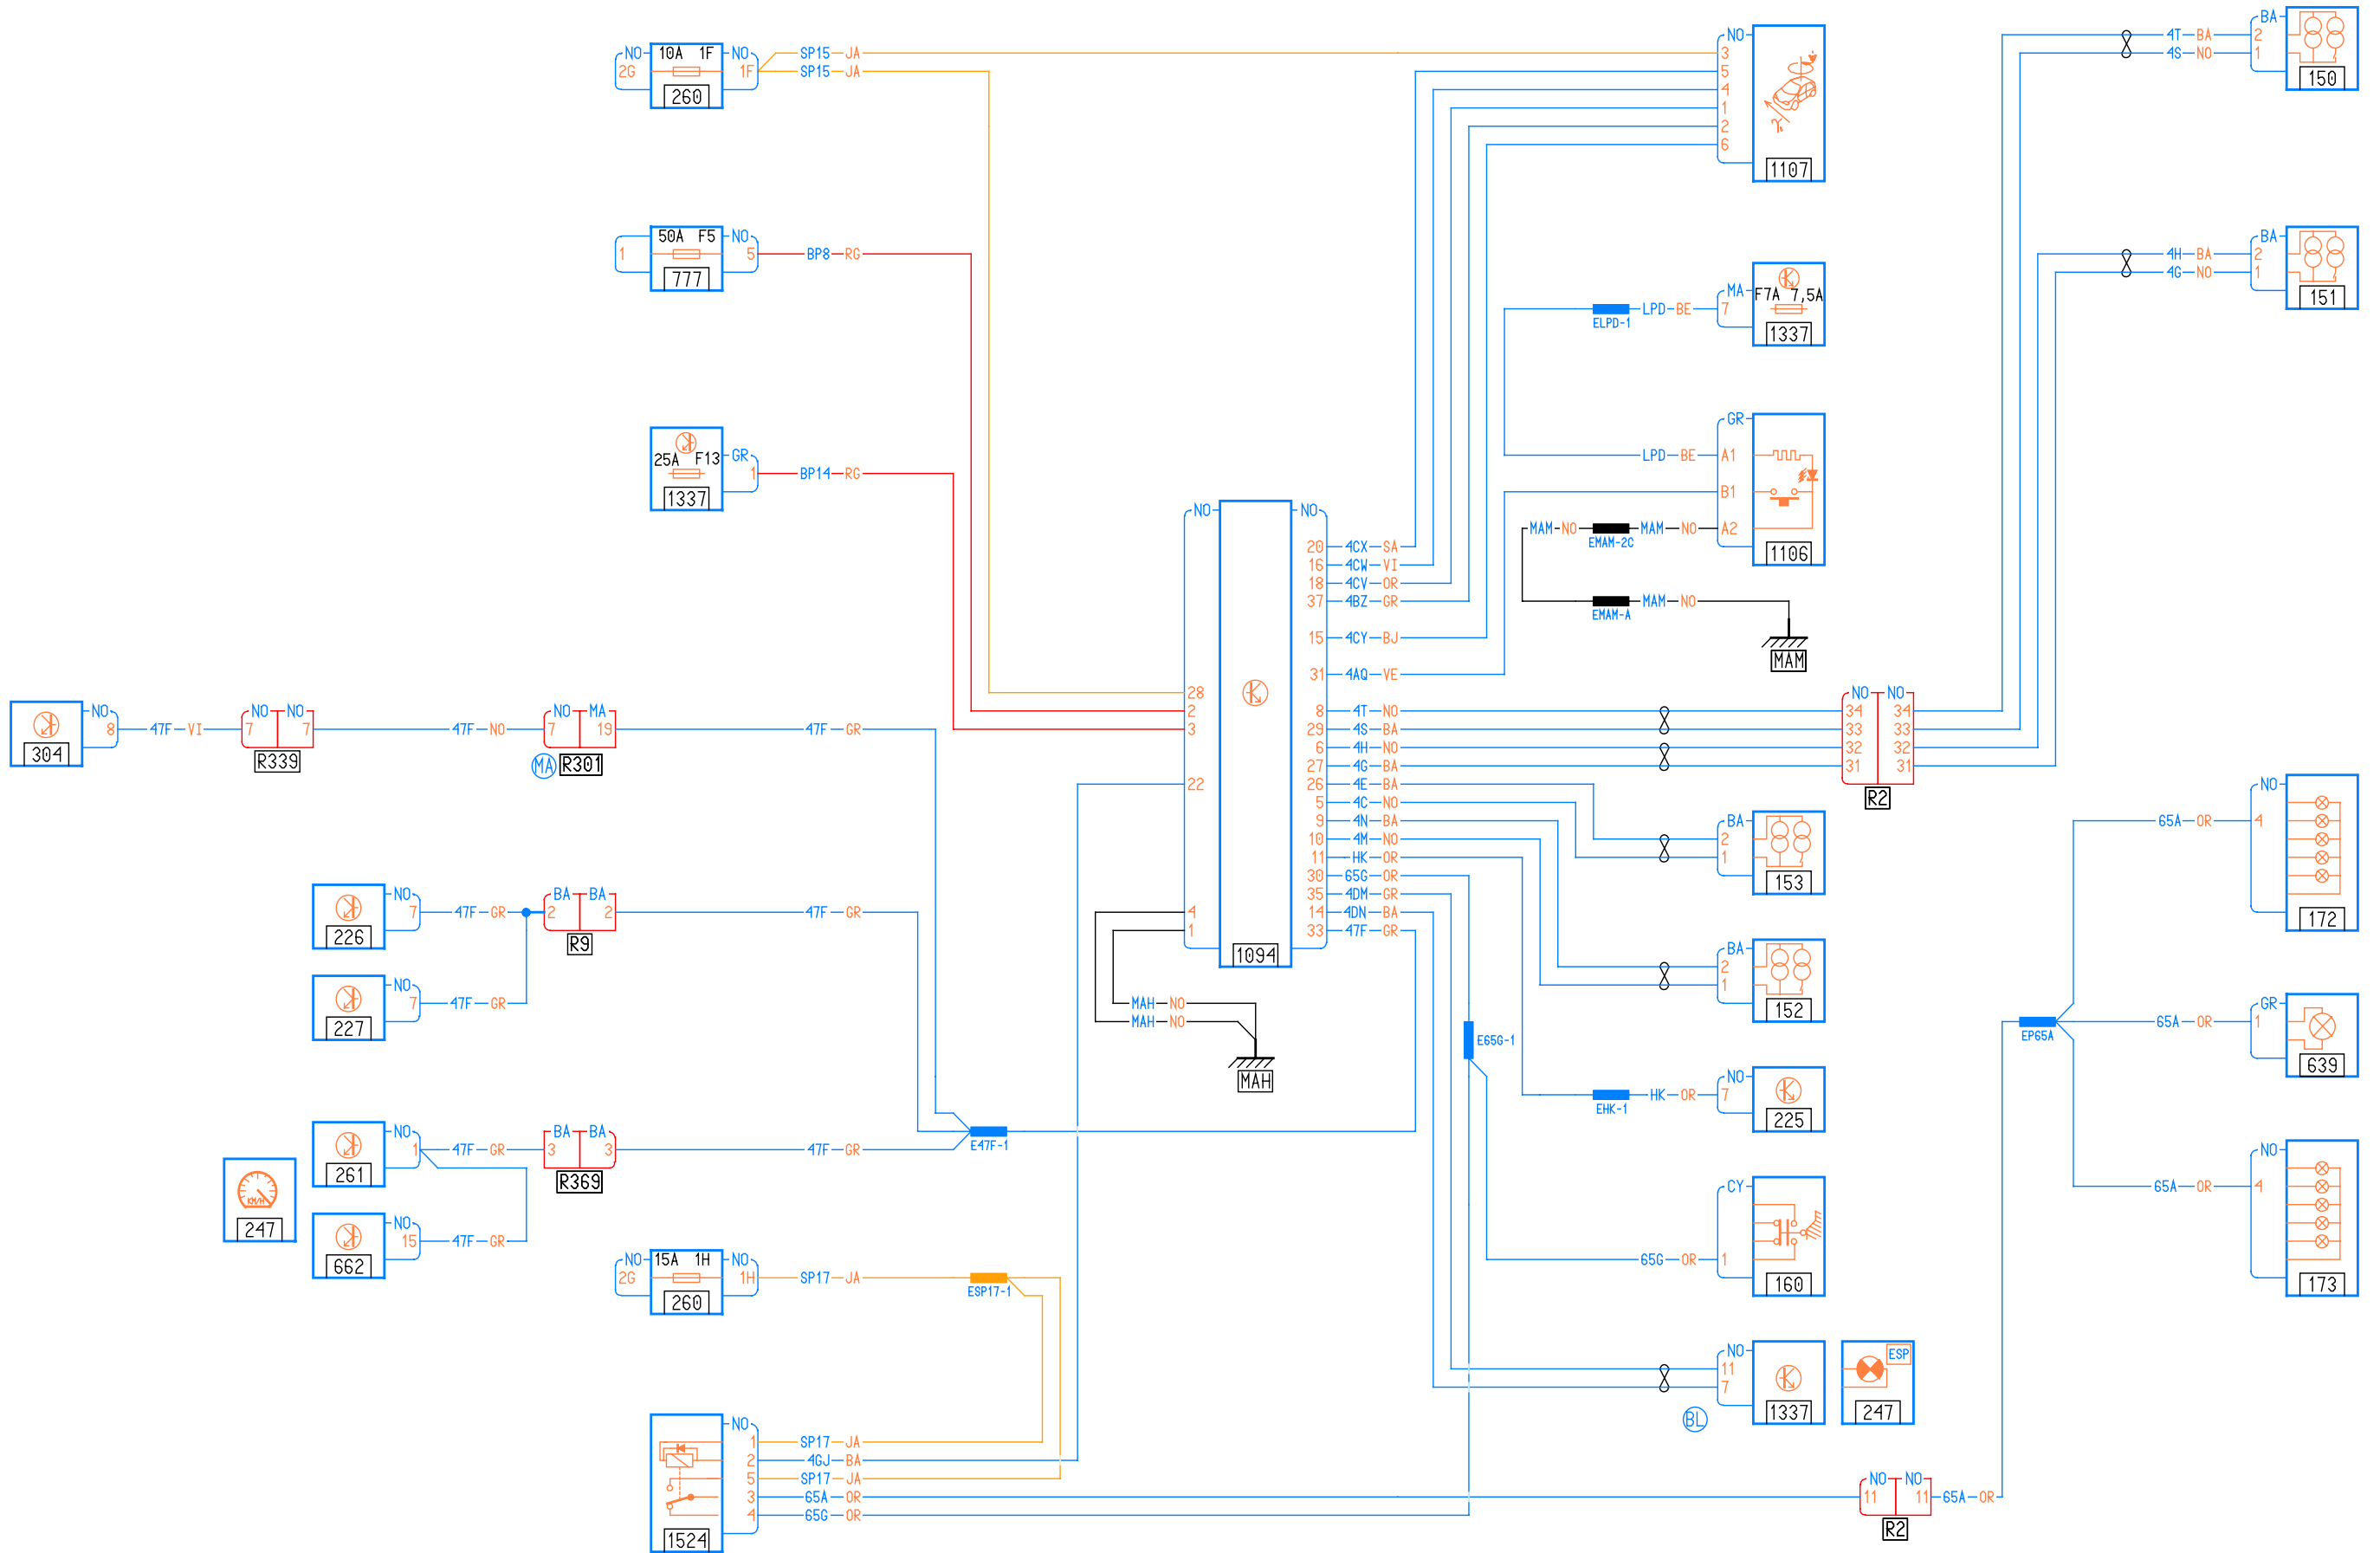 NO 10A 1F NO
2G 1F
260
SP15 JA
SP15 JA
50A F5 NO
1 5
777
BP8 RG
25A F13 GR
1
1337
BP14 RG
304
NO
8 47F VI
NO NO
7 7
R339
47F NO
NO MA
7 19
MA R301
47F GR
226
NO
7 47F GR
227
NO
7 47F GR
BA BA
2 2
R9
47F GR
261
NO
1 47F GR
662
NO
15 47F GR
KM/H
247
BA BA
3 3
R369
47F GR
E47F-1
NO 15A 1H NO
2G 1H
260
SP17 JA
ESP17-1
1524
NO
1 SP17 JA
2 4GJ BA
5 SP17 JA
3 65A OR
4 65G OR
NO NO
28
2
3
22
4
1
1094
MAH NO
MAH NO
MAH
20 4CX SA
16 4CW VI
18 4CV OR
37 4BZ GR
15 4CY BJ
31 4AQ VE
8 4T NO
29 4S BA
6 4H NO
27 4G BA
26 4E BA
5 4C NO
9 4N BA
10 4M NO
11 HK OR
30 65G OR
35 4DM GR
14 4DN BA
33 47F GR
E65G-1
NO
3
5
4
1
2
6
1107
ELPD-1
LPD BE
MA
7
F7A 7,5A
1337
GR
LPD BE A1
B1
MAM NO
EMAM-2C
MAM NO A2
1106
EMAM-A
MAM NO
MAM
NO NO
34 34
33 33
32 32
31 31
R2
BA
2
1
153
BA
2
1
152
EHK-1
HK OR
NO
7
225
CY
65G OR 1
160
NO
11
7
1337
BL
ESP
247
NO NO
11 11
R2
65A OR
EP65A
BA
4T BA 2
4S NO 1
150
BA
4H BA 2
4G NO 1
151
NO
65A OR 4
172
GR
65A OR 1
639
NO
65A OR 4
173